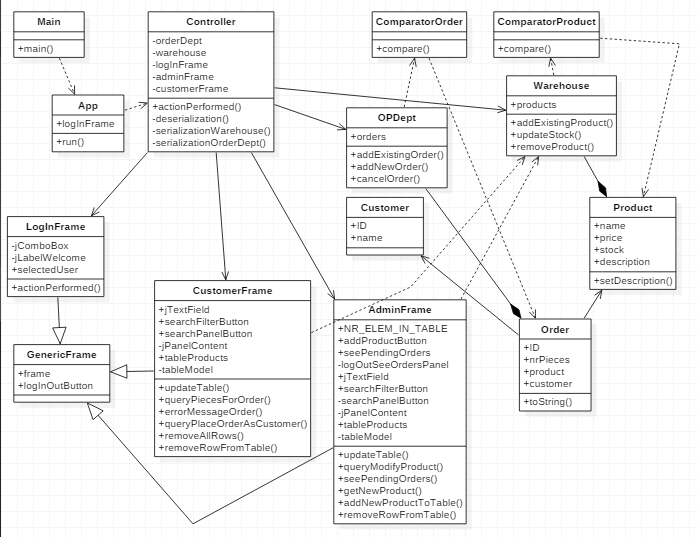 Main
+main()
App
+logInFrame
+run()
Controller
-orderDept
-warehouse
-logInFrame
-adminFrame
-customerFrame
+actionPerformed()
-deserialization()
-serializationWarehouse()
-serializationOrderDept()
ComparatorOrder
+compare()
ComparatorProduct
+compare()
Warehouse
+products
+addExistingProduct()
+updateStock()
+removeProduct()
OPDept
+orders
+addExistingOrder()
+addNewOrder()
+cancelOrder()
Customer
+ID
+name
Product
+name
+price
+stock
+description
+setDescription()
LogInFrame
-jComboBox
-jLabelWelcome
+selectedUser
+actionPerformed()
CustomerFrame
+jTextField
+searchFilterButton
+searchPanelButton
-jPanelContent
+tableProducts
-tableModel
+updateTable()
+queryPiecesForOrder()
+errorMessageOrder()
+queryPlaceOrderAsCustomer()
+removeAllRows()
+removeRowFromTable()
AdminFrame
+NR_ELEM_IN_TABLE
+addProductButton
+seePendingOrders
-logOutSeeOrdersPanel
+jTextField
+searchFilterButton
-searchPanelButton
-jPanelContent
+tableProducts
-tableModel
+updateTable()
+queryModifyProduct()
+seePendingOrders()
+getNewProduct()
+addNewProductToTable()
+removeRowFromTable()
Order
+ID
+nrPieces
+product
+customer
+toString()
GenericFrame
+frame
+logInOutButton